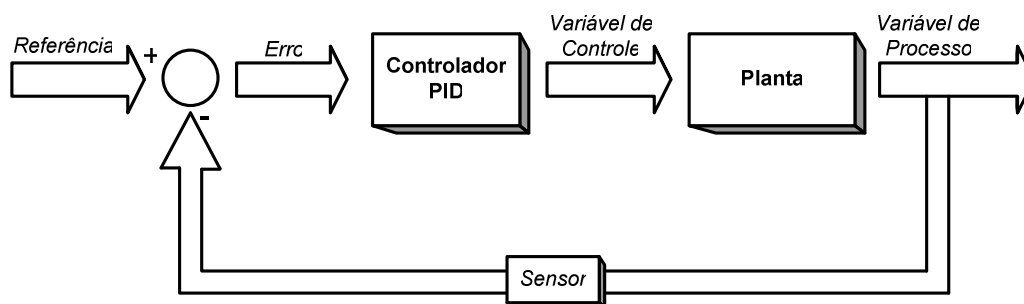 Referência
+
-
Erro
Controlador
PID
Variável de
Controle
Planta
Variável de
Processo
Sensor